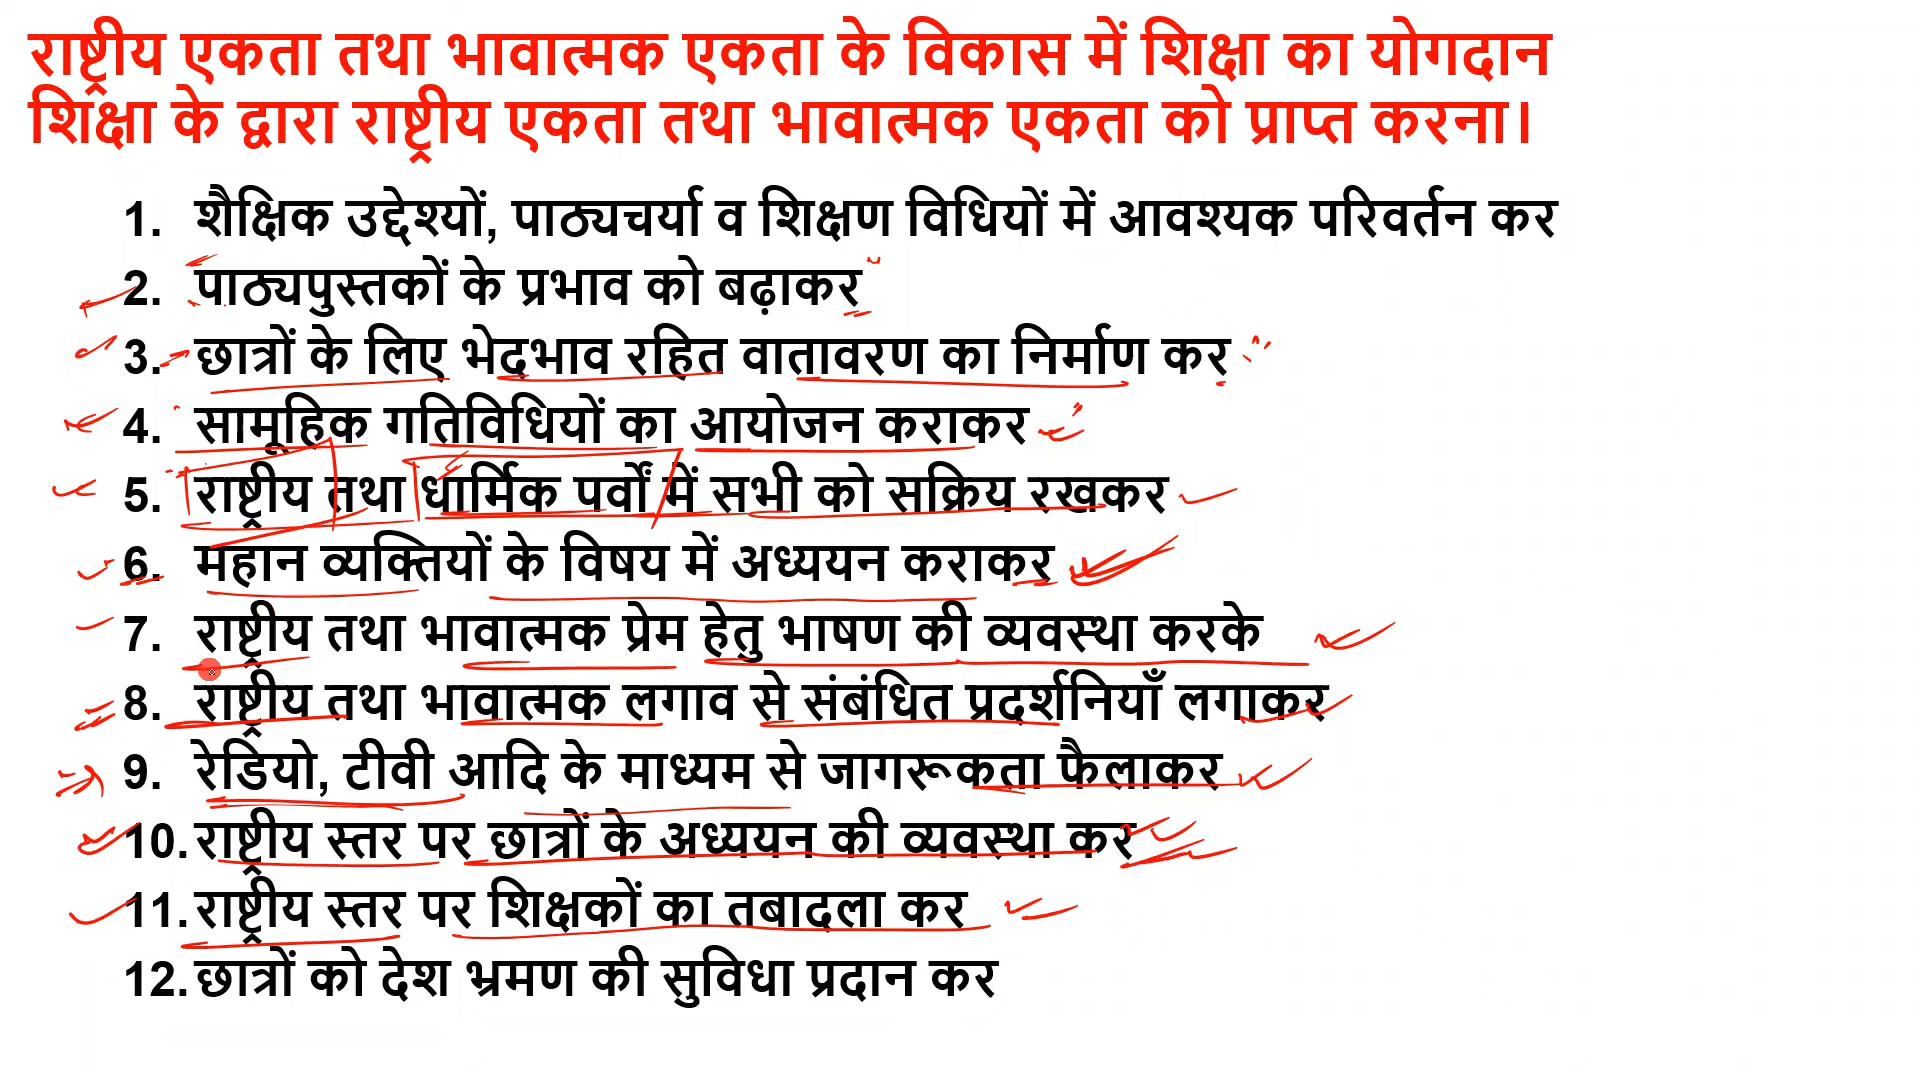 राष्ट्रीय एकता तथा भावात्मक एकता के विकास में शिक्षा का योगदान
शिक्षा के द्वारा राष्ट्रीय एकता तथा भावात्मक एकता को प्राप्त करना।
1. शैक्षिक उद्देश्यों, पाठ्यचर्या व शिक्षण विधियों में आवश्यक परिवर्तन कर
2. पाठ्यपुस्तकों के प्रभाव को बढ़ाकर
3. छात्रों के लिए भेदभाव रहित वातावरण का निर्माण कर
4. सामूहिक गतिविधियों का आयोजन कराकर
5. राष्ट्रीय तथा धार्मिक पर्वों में सभी को सक्रिय रखकर
6. महान व्यक्तियों के विषय में अध्ययन कराकर
7. राष्ट्रीय तथा भावात्मक प्रेम हेतु भाषण की व्यवस्था करके
8. राष्ट्रीय तथा भावात्मक लगाव से संबंधित प्रदर्शनियाँ लगाकर
9. रेडियो, टीवी आदि के माध्यम से जागरूकता फैलाकर
10. राष्ट्रीय स्तर पर छात्रों के अध्ययन की व्यवस्था कर
11. राष्ट्रीय स्तर पर शिक्षकों का तबादला कर
12. छात्रों को देश भ्रमण की सुविधा प्रदान कर